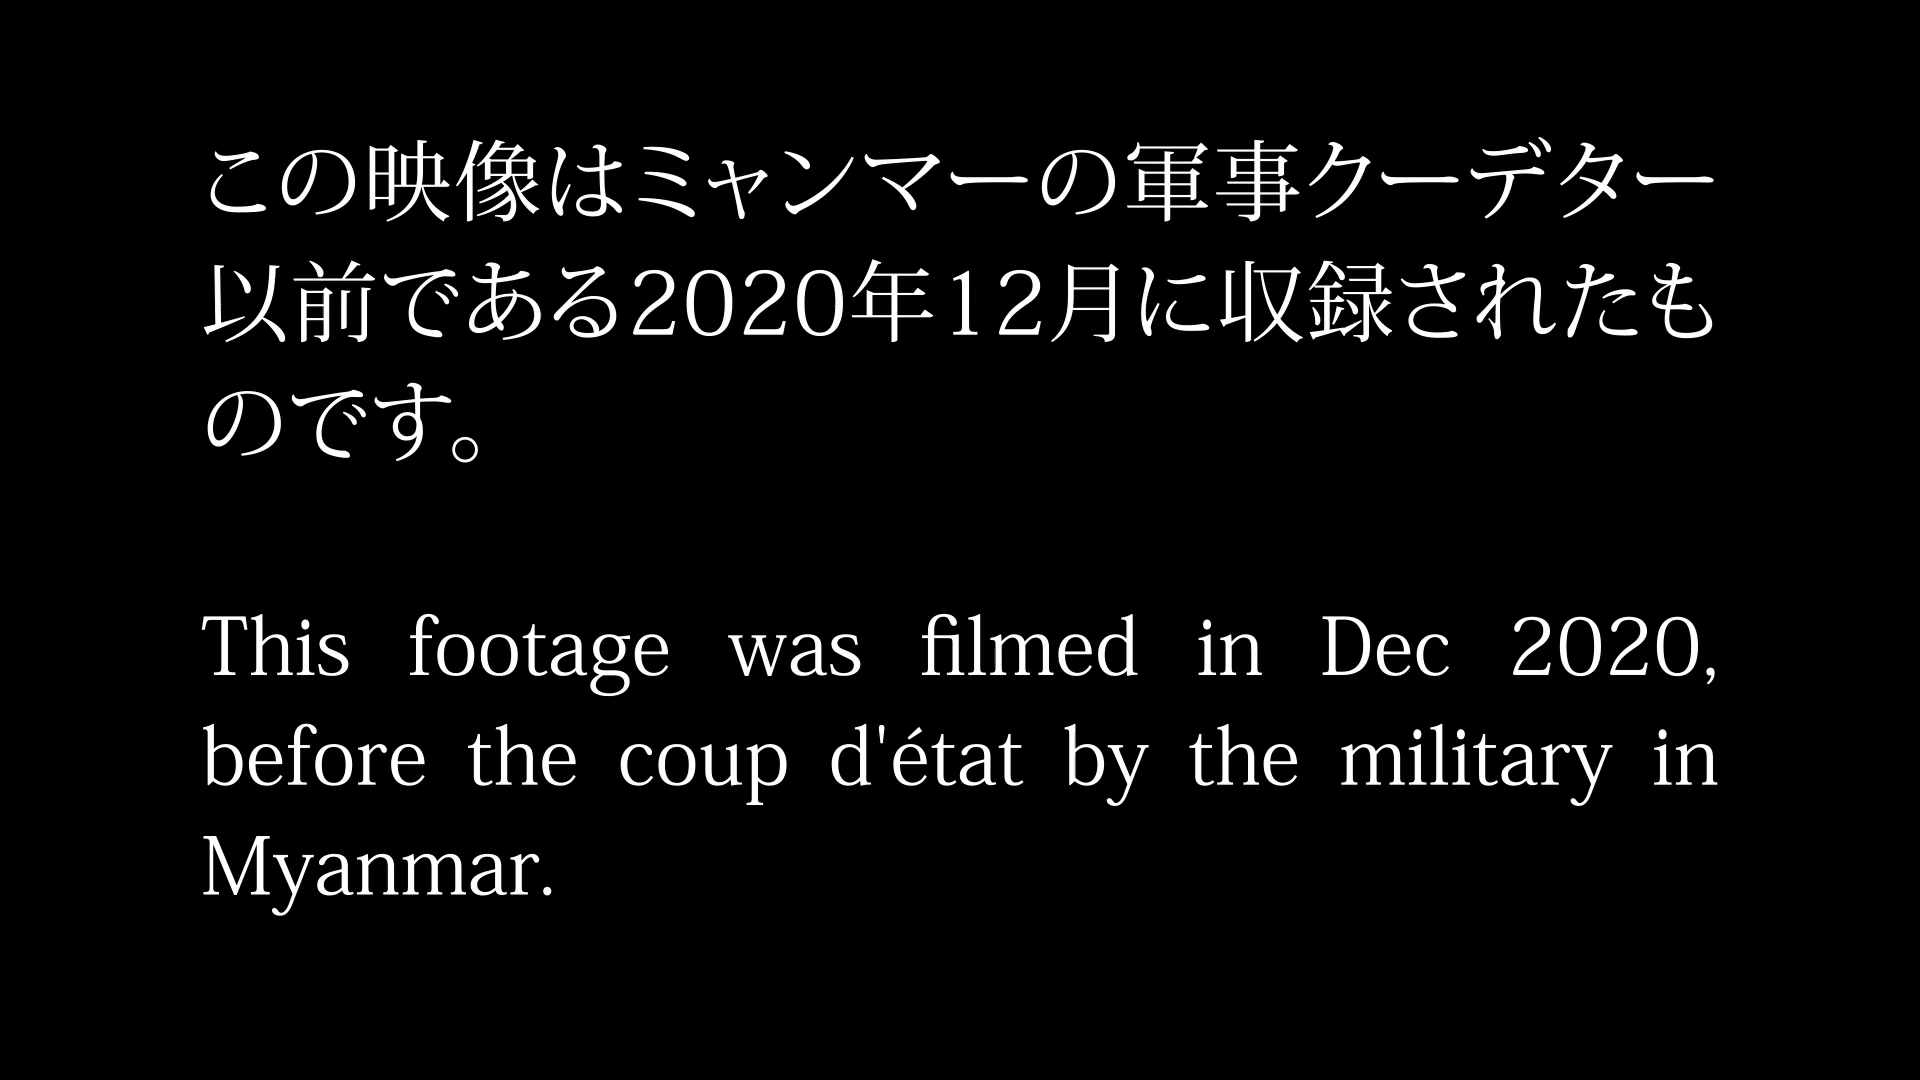 この映像はミャンマーの軍事クーデター
以前である2020年12月に収録されたも
のです。
This footage was filmed in Dec 2020,
before the coup d'état by the military in
Myanmar.